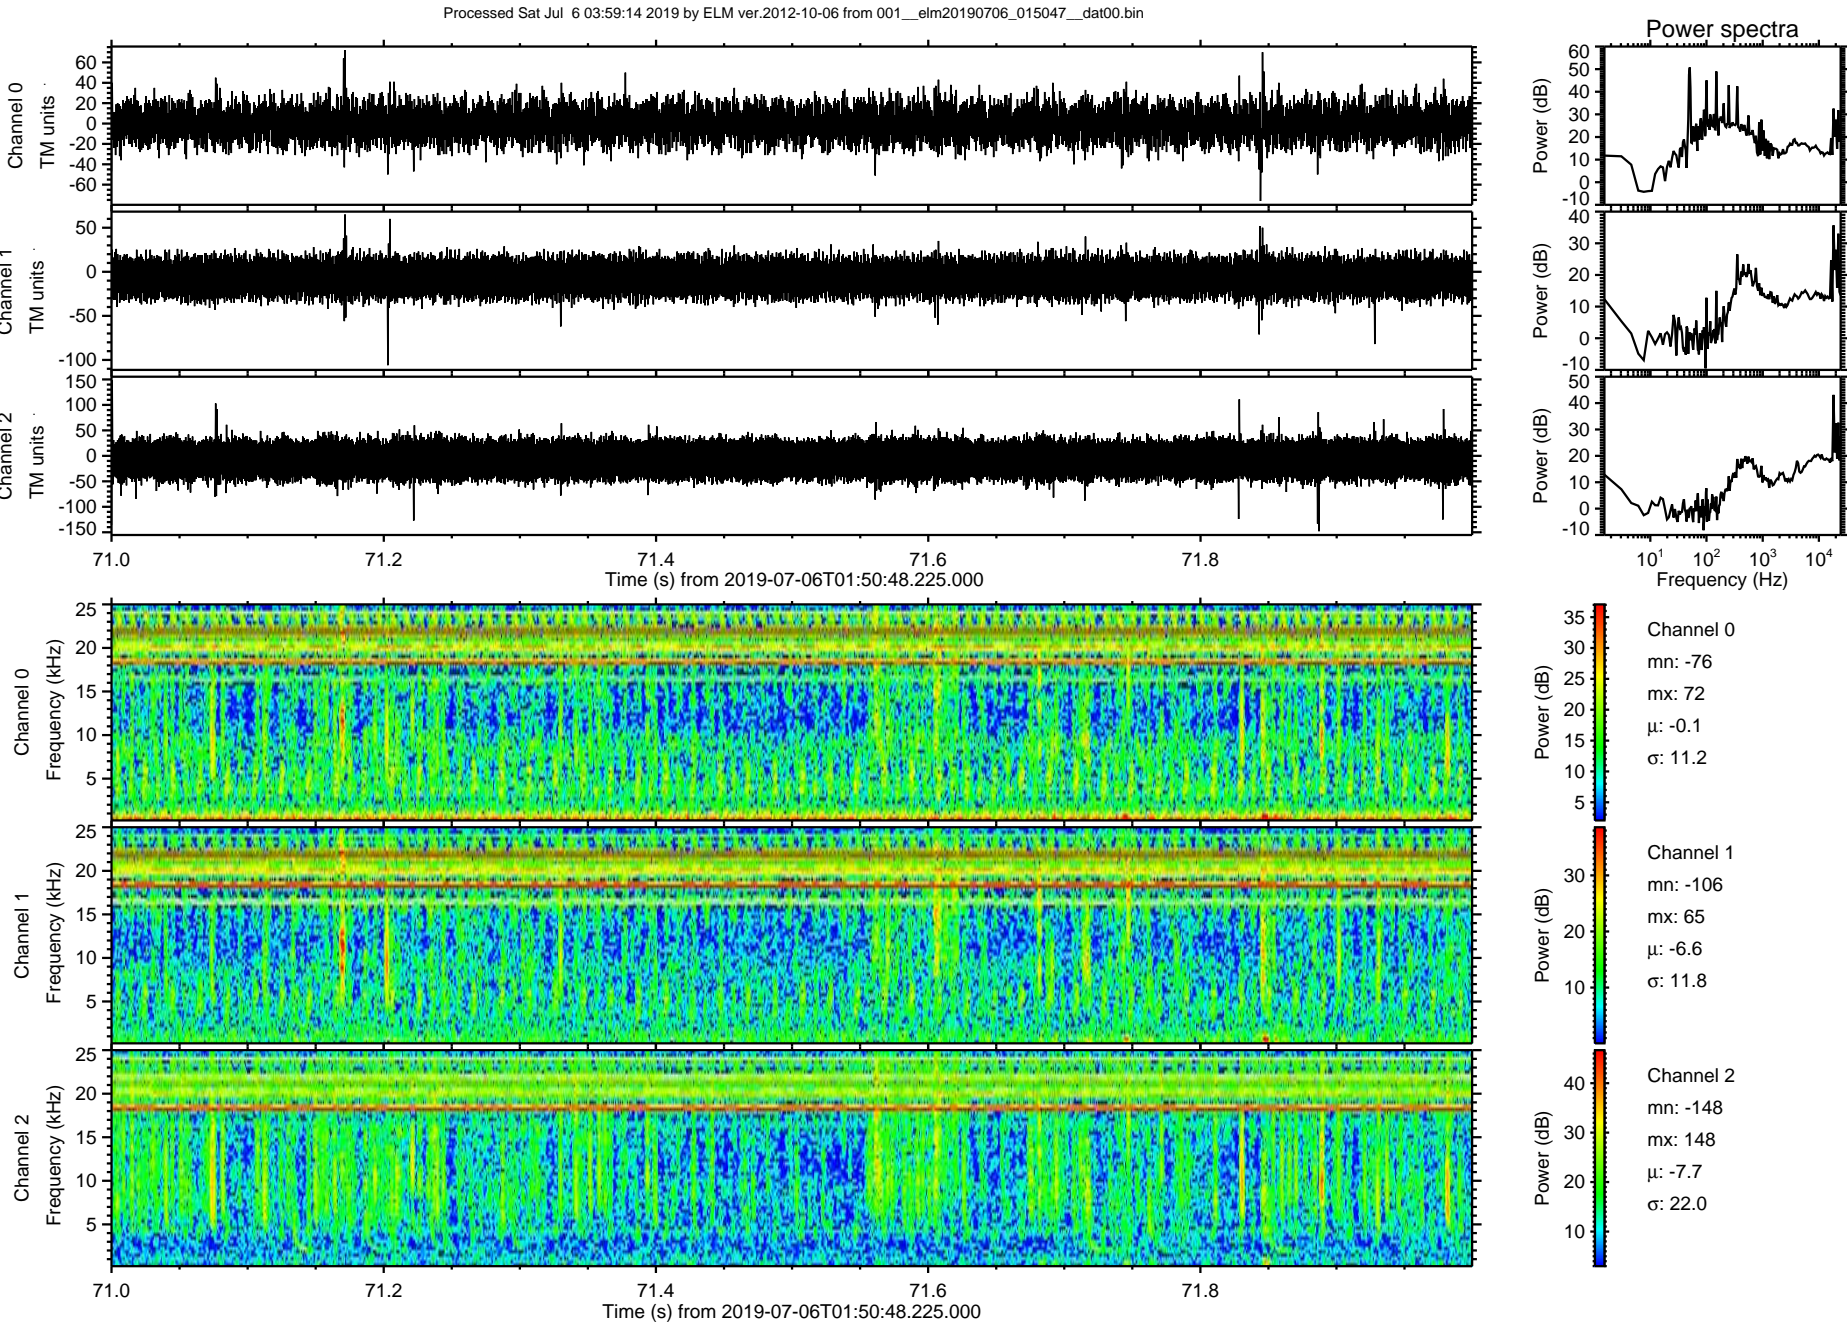 Processed Sat Jul 6 03:59:14 2019 by ELM ver.2012-10-06 from 001__elm20190706_015047__dat00.bin
Power spectra
Channel 0
TM units
60
40
20
0
-20
-40
-60
Power (dB)
60
50
40
30
20
10
0
-10
Channel 1
TM units
50
0
-50
-100
Power (dB)
40
30
20
10
0
-10
Channel 2
TM units
150
100
50
0
-50
-100
-150
Power (dB)
50
40
30
20
10
0
-10
71.0 71.2 71.4 71.6 71.8
Time (s) from 2019-07-06T01:50:48.225.000
10^1 10^2 10^3 10^4
Frequency (Hz)
Channel 0
Frequency (kHz)
25
20
15
10
5
Power (dB)
35
30
25
20
15
10
5
Channel 0
mn: -76
mx: 72
μ: -0.1
σ: 11.2
Channel 1
Frequency (kHz)
25
20
15
10
5
Power (dB)
30
20
10
Channel 1
mn: -106
mx: 65
μ: -6.6
σ: 11.8
Channel 2
Frequency (kHz)
25
20
15
10
5
Power (dB)
40
30
20
10
Channel 2
mn: -148
mx: 148
μ: -7.7
σ: 22.0
71.0 71.2 71.4 71.6 71.8
Time (s) from 2019-07-06T01:50:48.225.000